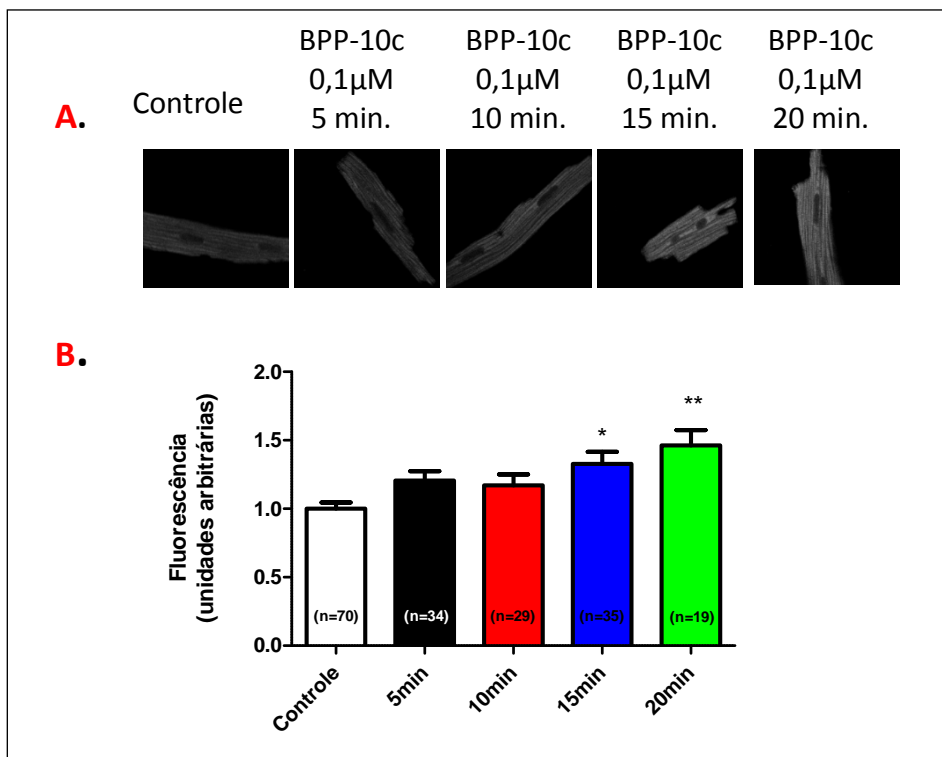 A.
Controle
BPP-10c
0,1µM
5 min.
BPP-10c
0,1µM
10 min.
BPP-10c
0,1µM
15 min.
BPP-10c
0,1µM
20 min.
B.
Fluorescência
(unidades arbitrárias)
2.0
1.5
1.0
0.5
0.0
*
**
(n=70)
(n=34)
(n=29)
(n=35)
(n=19)
Controle
5min
10min
15min
20min